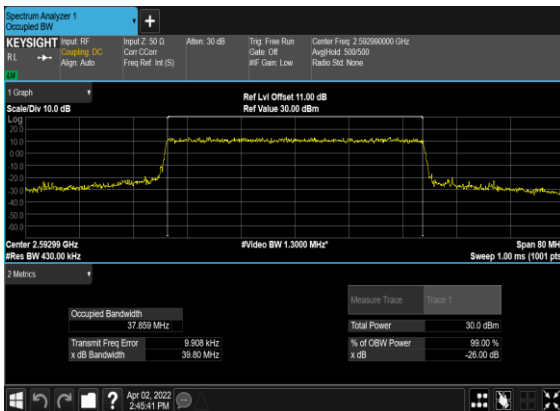 Spectrum Analyzer 1
Occupied BW
KEYSIGHT
RL
LV
Input: RF
Coupling: DC
Align: Auto
Input Z: 50 Ω
Corr CCorr
Freq Ref: Int (S)
Atten: 30 dB
Trig: Free Run
Gate: Off
#IF Gain: Low
Center Freq: 2.592990000 GHz
Avg|Hold: 500/500
Radio Std: None
1 Graph
Scale/Div 10.0 dB
Ref Lvl Offset 11.00 dB
Ref Value 30.00 dBm
Log
20.0
10.0
0.00
-10.0
-20.0
-30.0
-40.0
-50.0
-60.0
Center 2.59299 GHz
#Res BW 430.00 kHz
#Video BW 1.3000 MHz*
Span 80 MH
Sweep 1.00 ms (1001 pts
2 Metrics
Measure Trace Trace 1
Occupied Bandwidth
37.859 MHz
Total Power 30.0 dBm
Transmit Freq Error 9.908 kHz
% of OBW Power 99.00 %
x dB Bandwidth 39.80 MHz
x dB -26.00 dB
?
Apr 02, 2022
2:45:41 PM